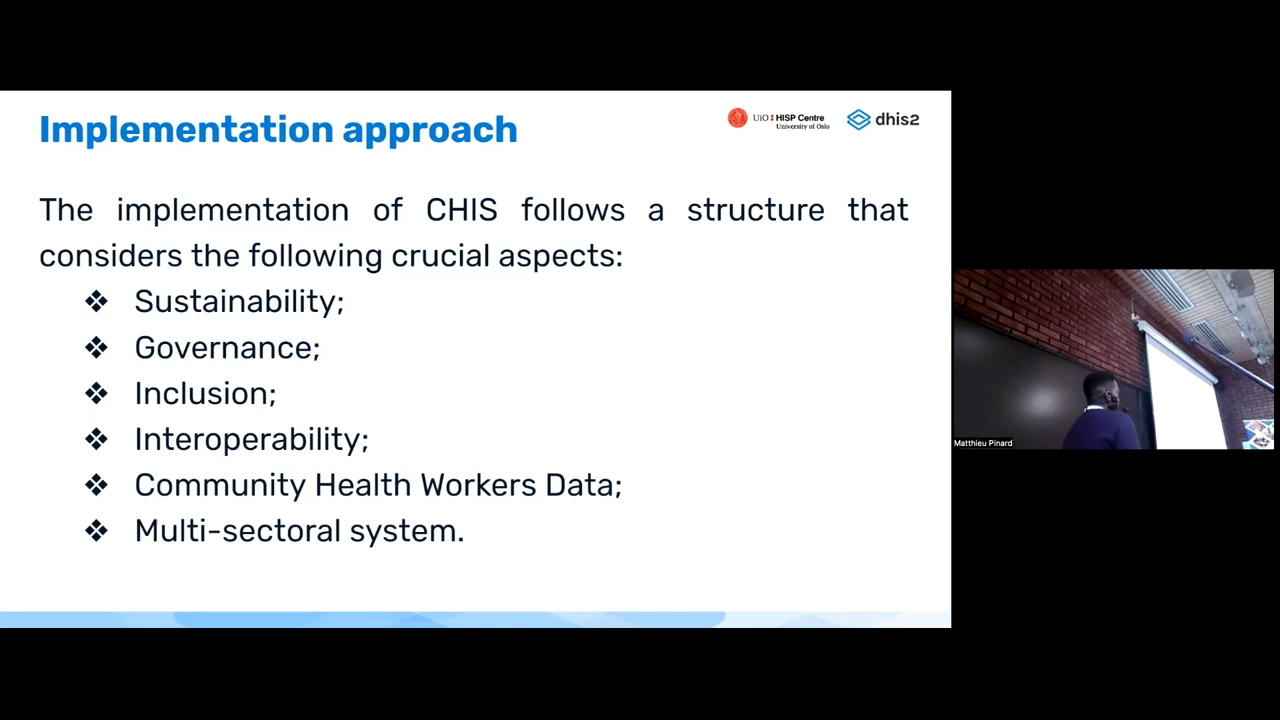 Implementation approach
UiO HISP Centre
University of Oslo
dhis2
The implementation of CHIS follows a structure that
considers the following crucial aspects:
❖ Sustainability;
❖ Governance;
❖ Inclusion;
❖ Interoperability;
❖ Community Health Workers Data;
❖ Multi-sectoral system.
Matthieu Pinard